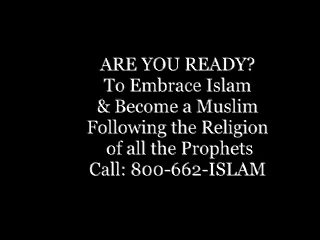 ARE YOU READY?
To Embrace Islam
& Become a Muslim
Following the Religion
of all the Prophets
Call: 800-662-ISLAM